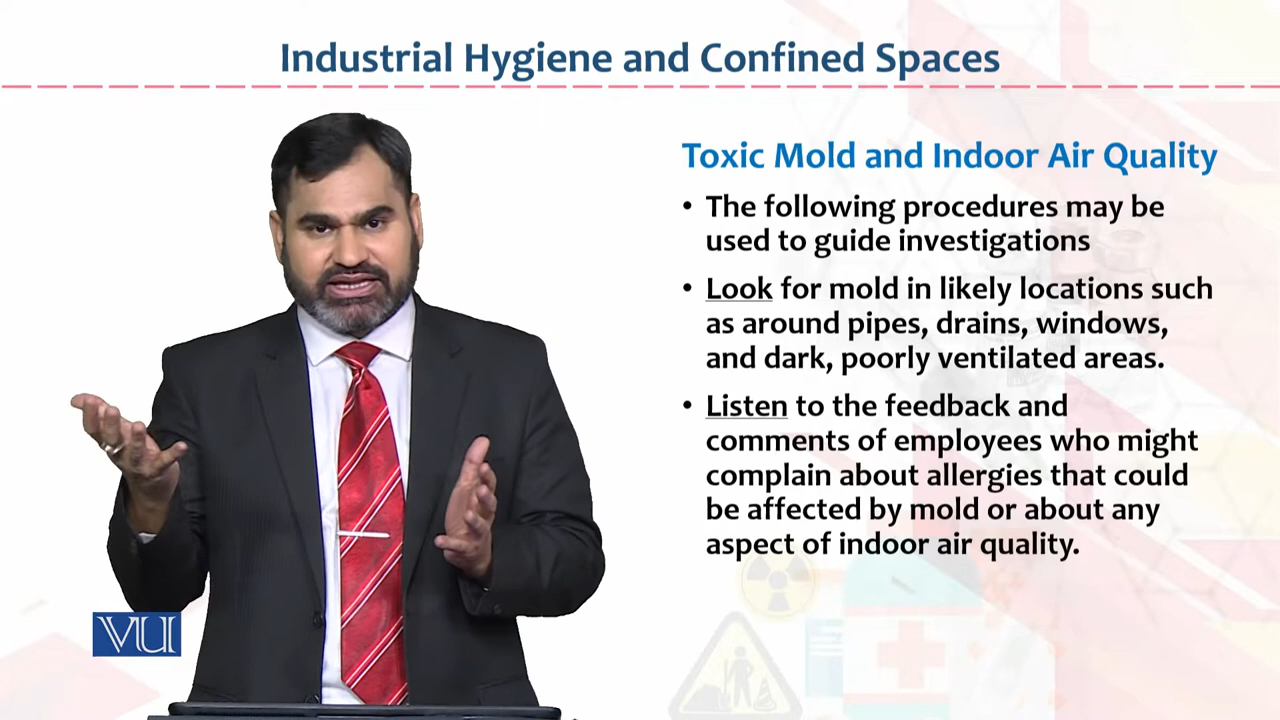 Industrial Hygiene and Confined Spaces
Toxic Mold and Indoor Air Quality
• The following procedures may be
used to guide investigations
• Look for mold in likely locations such
as around pipes, drains, windows,
and dark, poorly ventilated areas.
• Listen to the feedback and
comments of employees who might
complain about allergies that could
be affected by mold or about any
aspect of indoor air quality.
VU